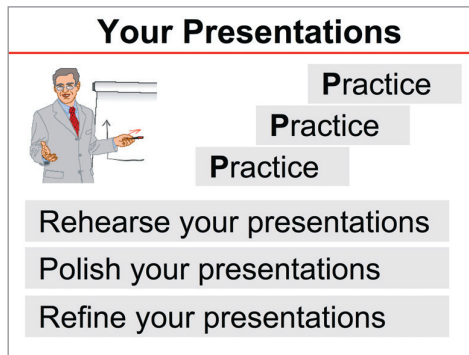 Your Presentations
Practice
Practice
Practice
Rehearse your presentations
Polish your presentations
Refine your presentations